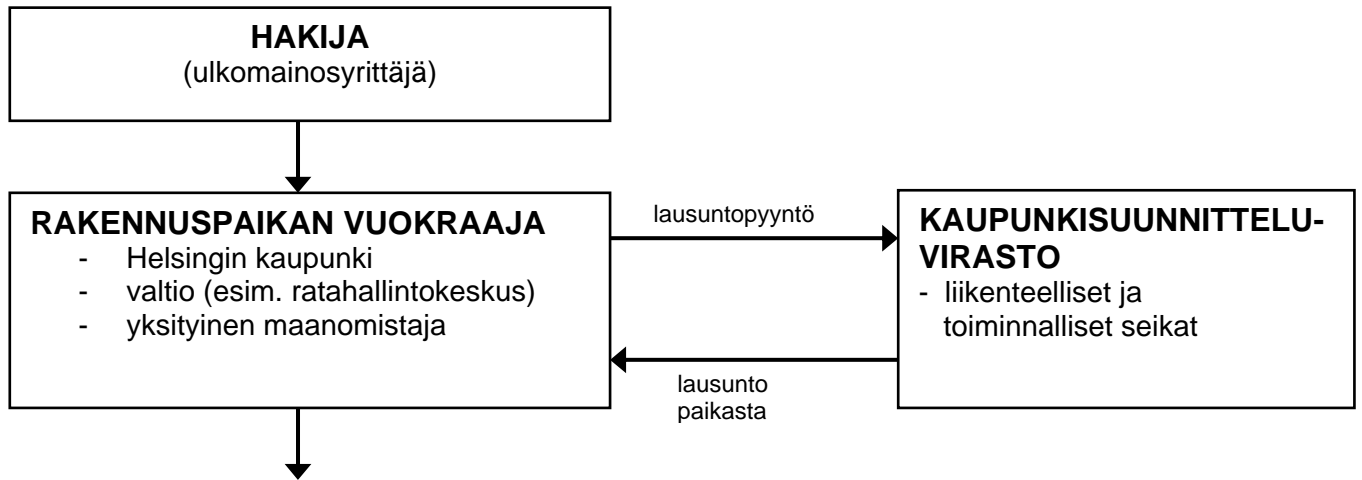 HAKIJA
(ulkomainosyrittäjä)
RAKENNUSPAIKAN VUOKRAAJA
- Helsingin kaupunki
- valtio (esim. ratahallintokeskus)
- yksityinen maanomistaja
lausuntopyyntö
lausunto
paikasta
KAUPUNKISUUNNITTELU-
VIRASTO
- liikenteelliset ja
toiminnalliset seikat